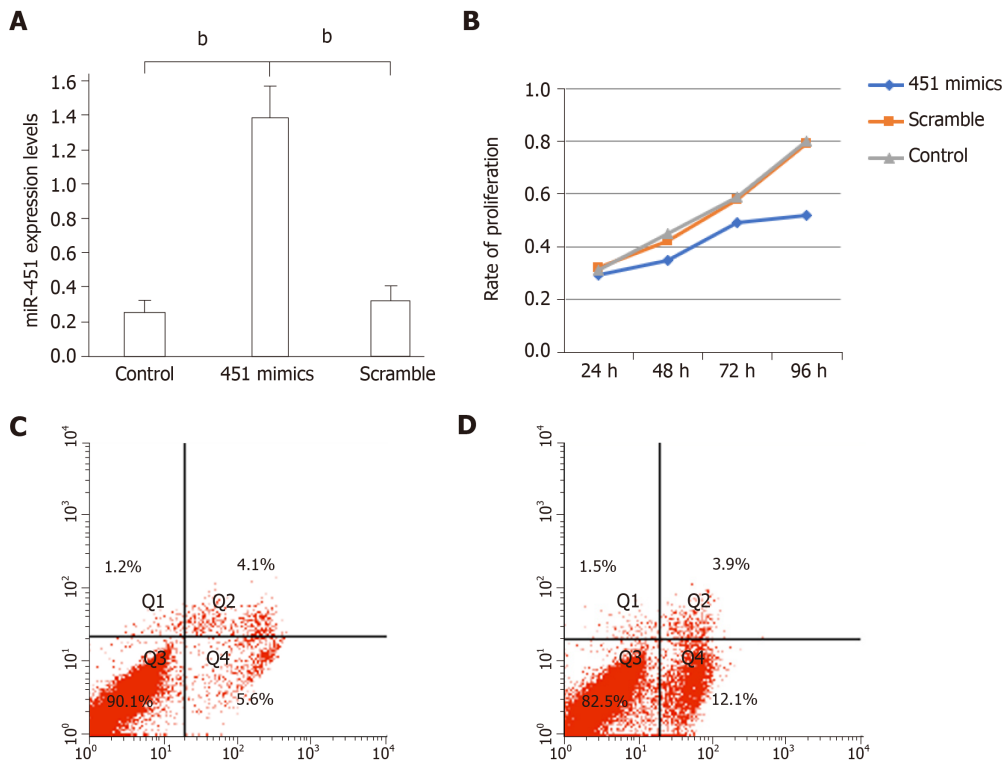 A
b b
miR-451 expression levels
1.6
1.4
1.2
1.0
0.8
0.6
0.4
0.2
0.0
Control 451 mimics Scramble
B
Rate of proliferation
1.0
0.8
0.6
0.4
0.2
0.0
24 h 48 h 72 h 96 h
451 mimics
Scramble
Control
C
10⁴
10³
10²
10¹
10⁰
1.2% 4.1%
Q1 Q2
Q3 Q4
90.1% 5.6%
10⁰ 10¹ 10² 10³ 10⁴
D
10⁴
10³
10²
10¹
10⁰
1.5% 3.9%
Q1 Q2
Q3 Q4
82.5% 12.1%
10⁰ 10¹ 10² 10³ 10⁴